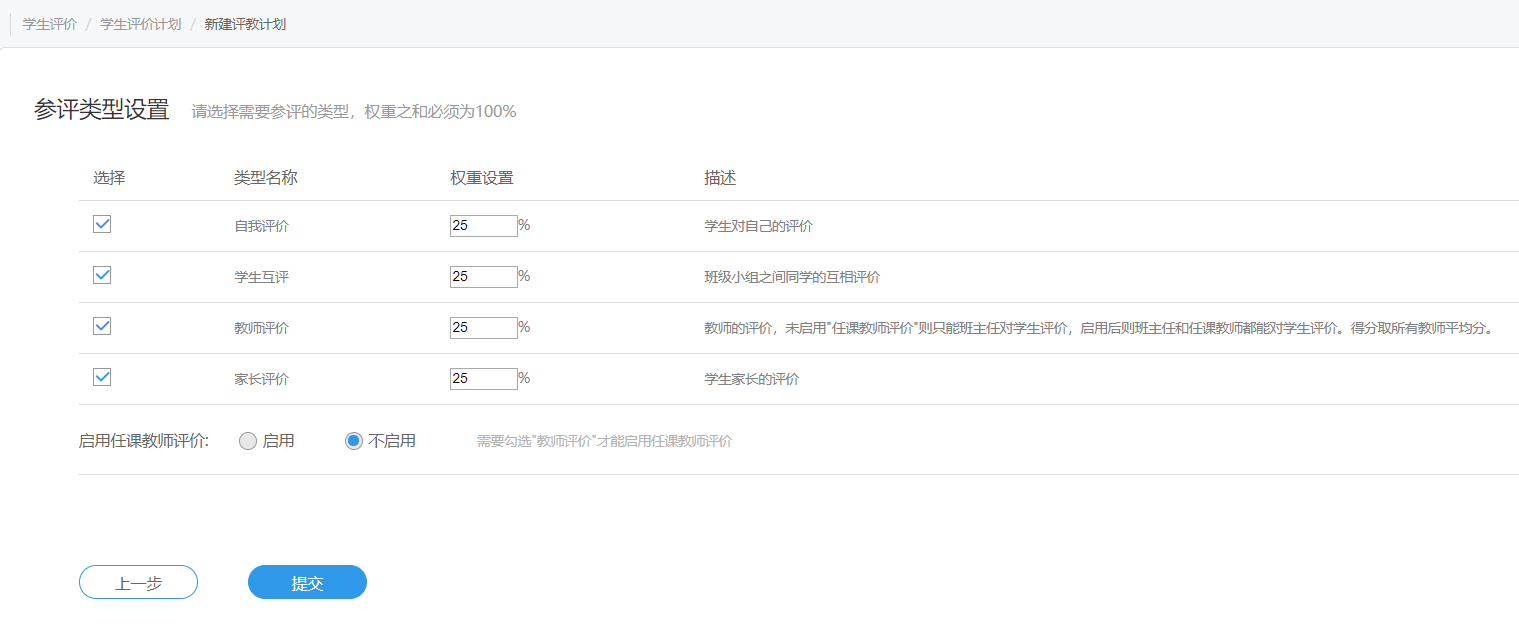 学生评价 / 学生评价计划 / 新建评教计划
参评类型设置 请选择需要参评的类型，权重之和必须为100%
选择 类型名称 权重设置 描述
自我评价 25 % 学生对自己的评价
学生互评 25 % 班级小组之间同学的互相评价
教师评价 25 % 教师的评价，未启用"任课教师评价"则只能班主任对学生评价，启用后则班主任和任课教师都能对学生评价。得分取所有教师平均分。
家长评价 25 % 学生家长的评价
启用任课教师评价: 启用 不启用 需要勾选"教师评价"才能启用任课教师评价
上一步 提交